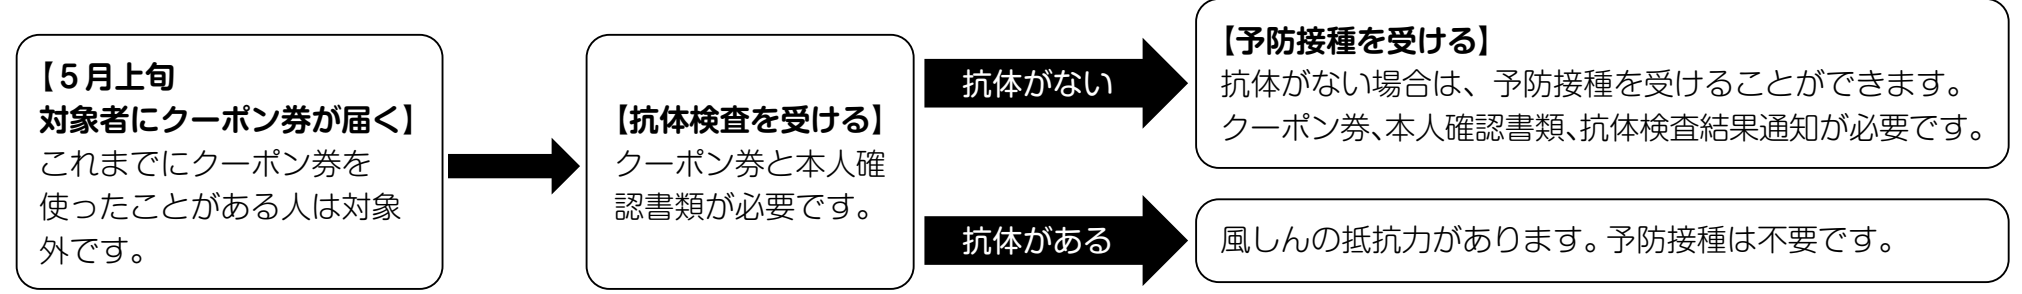 【５月上旬
対象者にクーポン券が届く】
これまでにクーポン券を
使ったことがある人は対象
外です。
【抗体検査を受ける】
クーポン券と本人確
認書類が必要です。
抗体がない
【予防接種を受ける】
抗体がない場合は、予防接種を受けることができます。
クーポン券、本人確認書類、抗体検査結果通知が必要です。
抗体がある
風しんの抵抗力があります。予防接種は不要です。